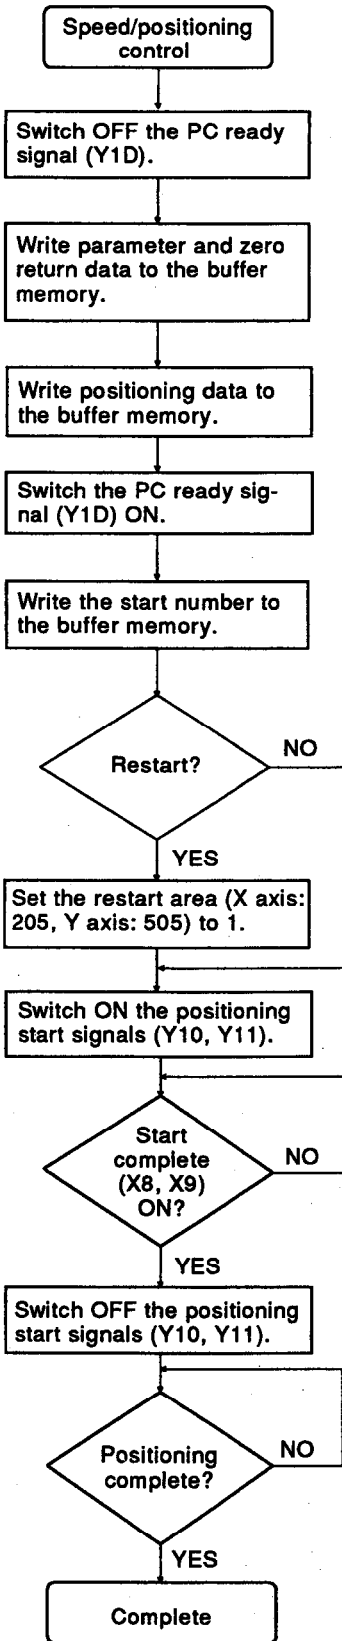 Speed/positioning
control
Switch OFF the PC ready
signal (Y1D).
Write parameter and zero
return data to the buffer
memory.
Write positioning data to
the buffer memory.
Switch the PC ready sig-
nal (Y1D) ON.
Write the start number to
the buffer memory.
Restart?
NO
YES
Set the restart area (X axis:
205, Y axis: 505) to 1.
Switch ON the positioning
start signals (Y10, Y11).
Start
complete
(X8, X9)
ON?
NO
YES
Switch OFF the positioning
start signals (Y10, Y11).
Positioning
complete?
NO
YES
Complete